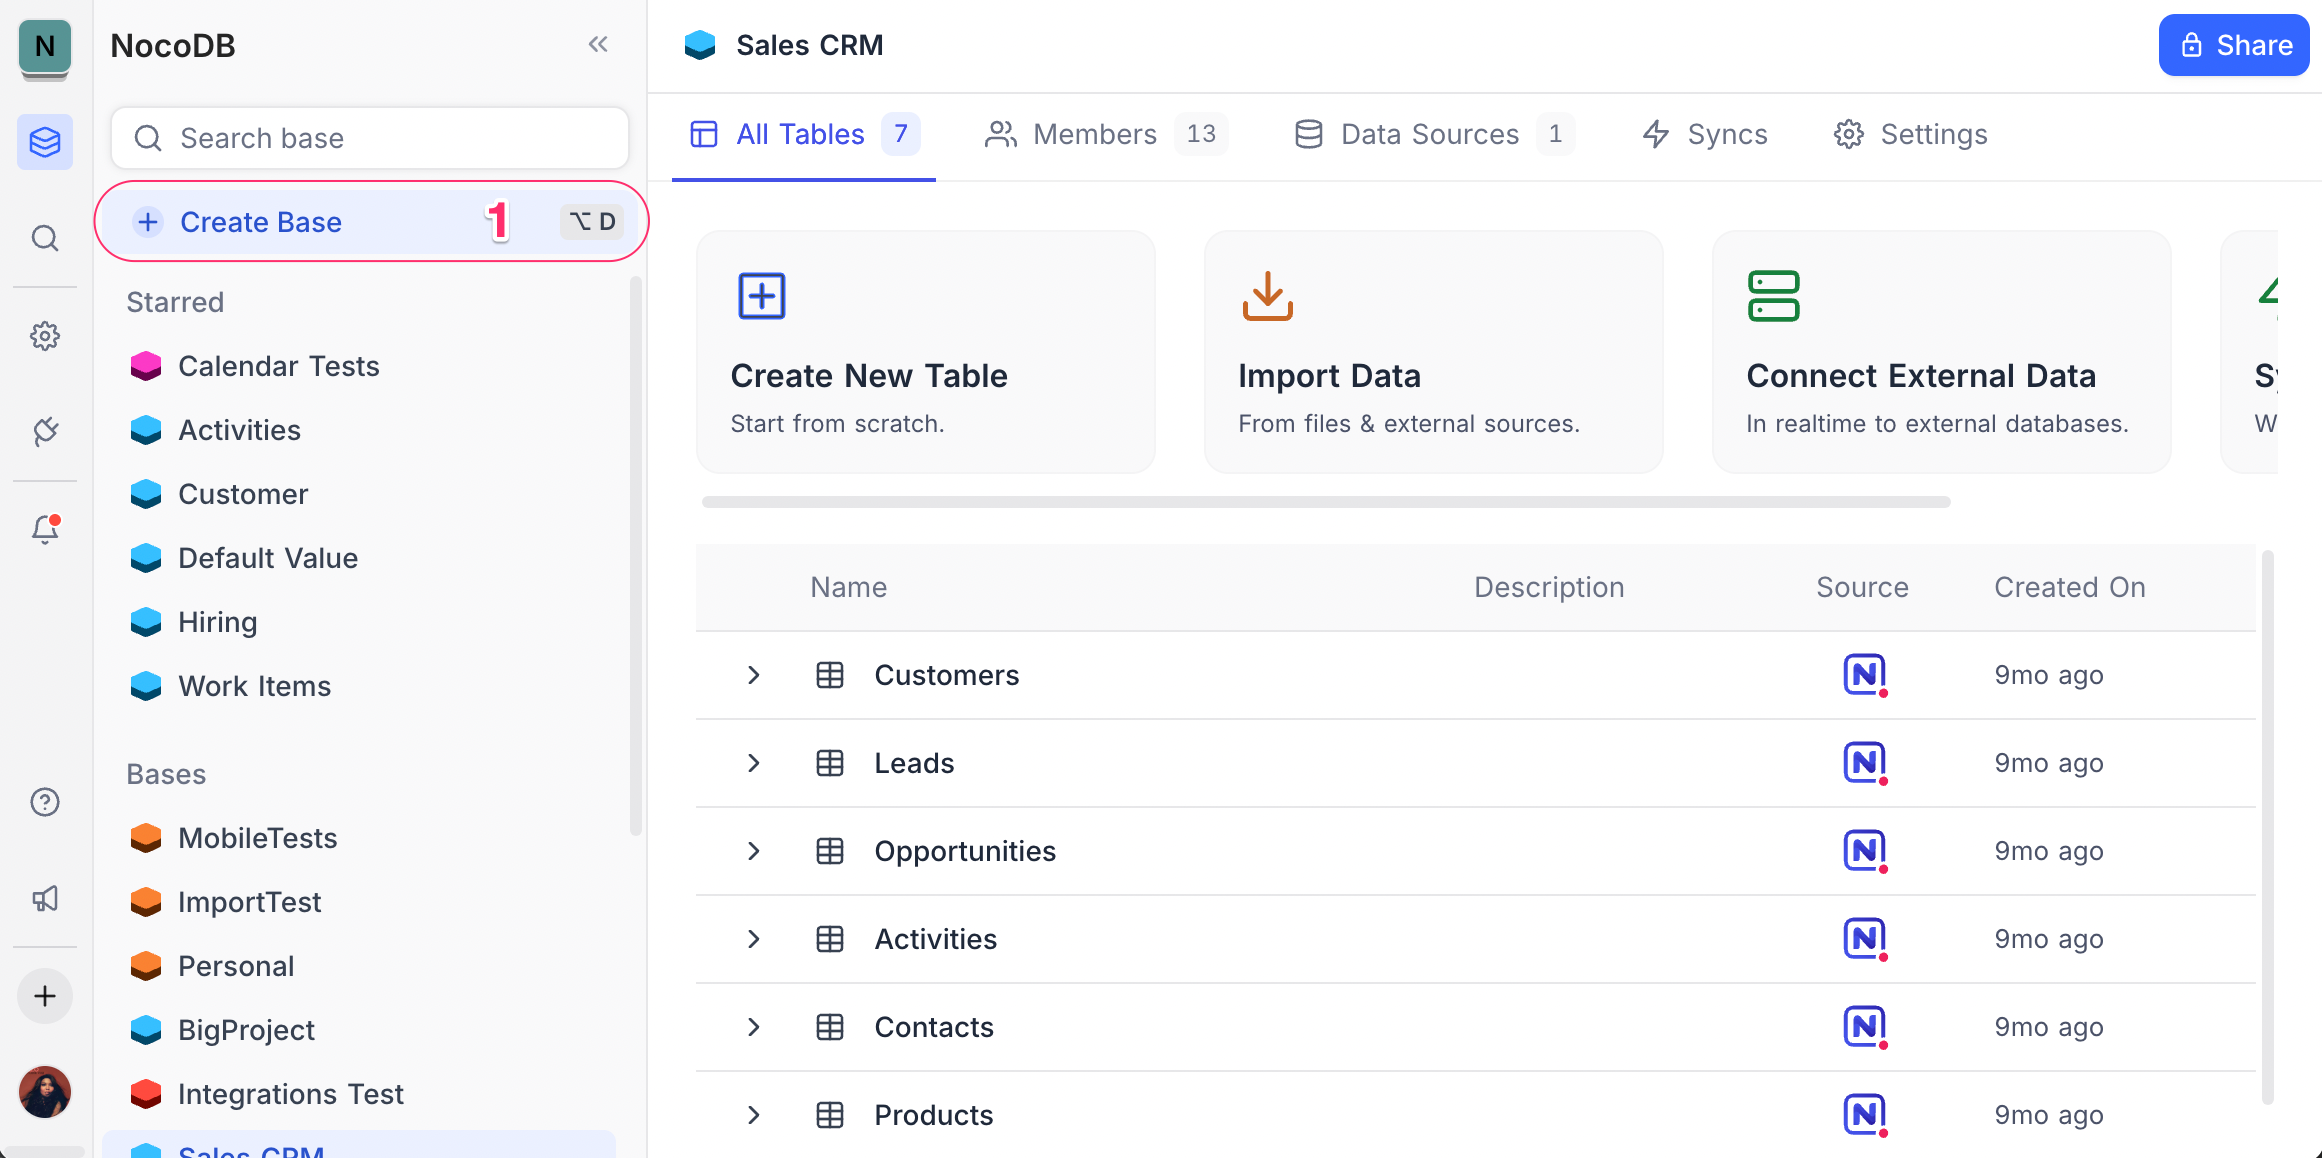 N
NocoDB
Search base
Create Base
1
⌥ D
Starred
Calendar Tests
Activities
Customer
Default Value
Hiring
Work Items
Bases
MobileTests
ImportTest
Personal
BigProject
Integrations Test
Sales CRM
Sales CRM
Share
All Tables 7
Members 13
Data Sources 1
Syncs
Settings
Create New Table
Start from scratch.
Import Data
From files & external sources.
Connect External Data
In realtime to external databases.
Name Description Source Created On
Customers N 9mo ago
Leads N 9mo ago
Opportunities N 9mo ago
Activities N 9mo ago
Contacts N 9mo ago
Products N 9mo ago